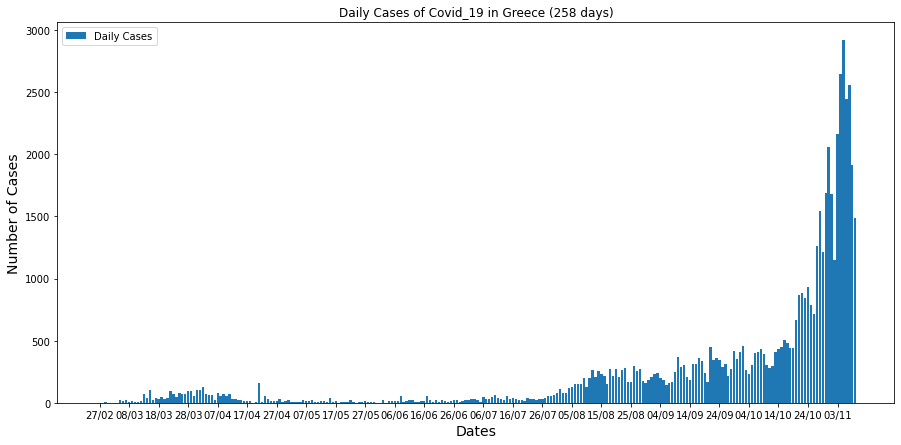 Daily Cases of Covid_19 in Greece (258 days)
Daily Cases
Number of Cases
3000
2500
2000
1500
1000
500
0
27/02 08/03 18/03 28/03 07/04 17/04 27/04 07/05 17/05 27/05 06/06 16/06 26/06 06/07 16/07 26/07 05/08 15/08 25/08 04/09 14/09 24/09 04/10 14/10 24/10 03/11
Dates